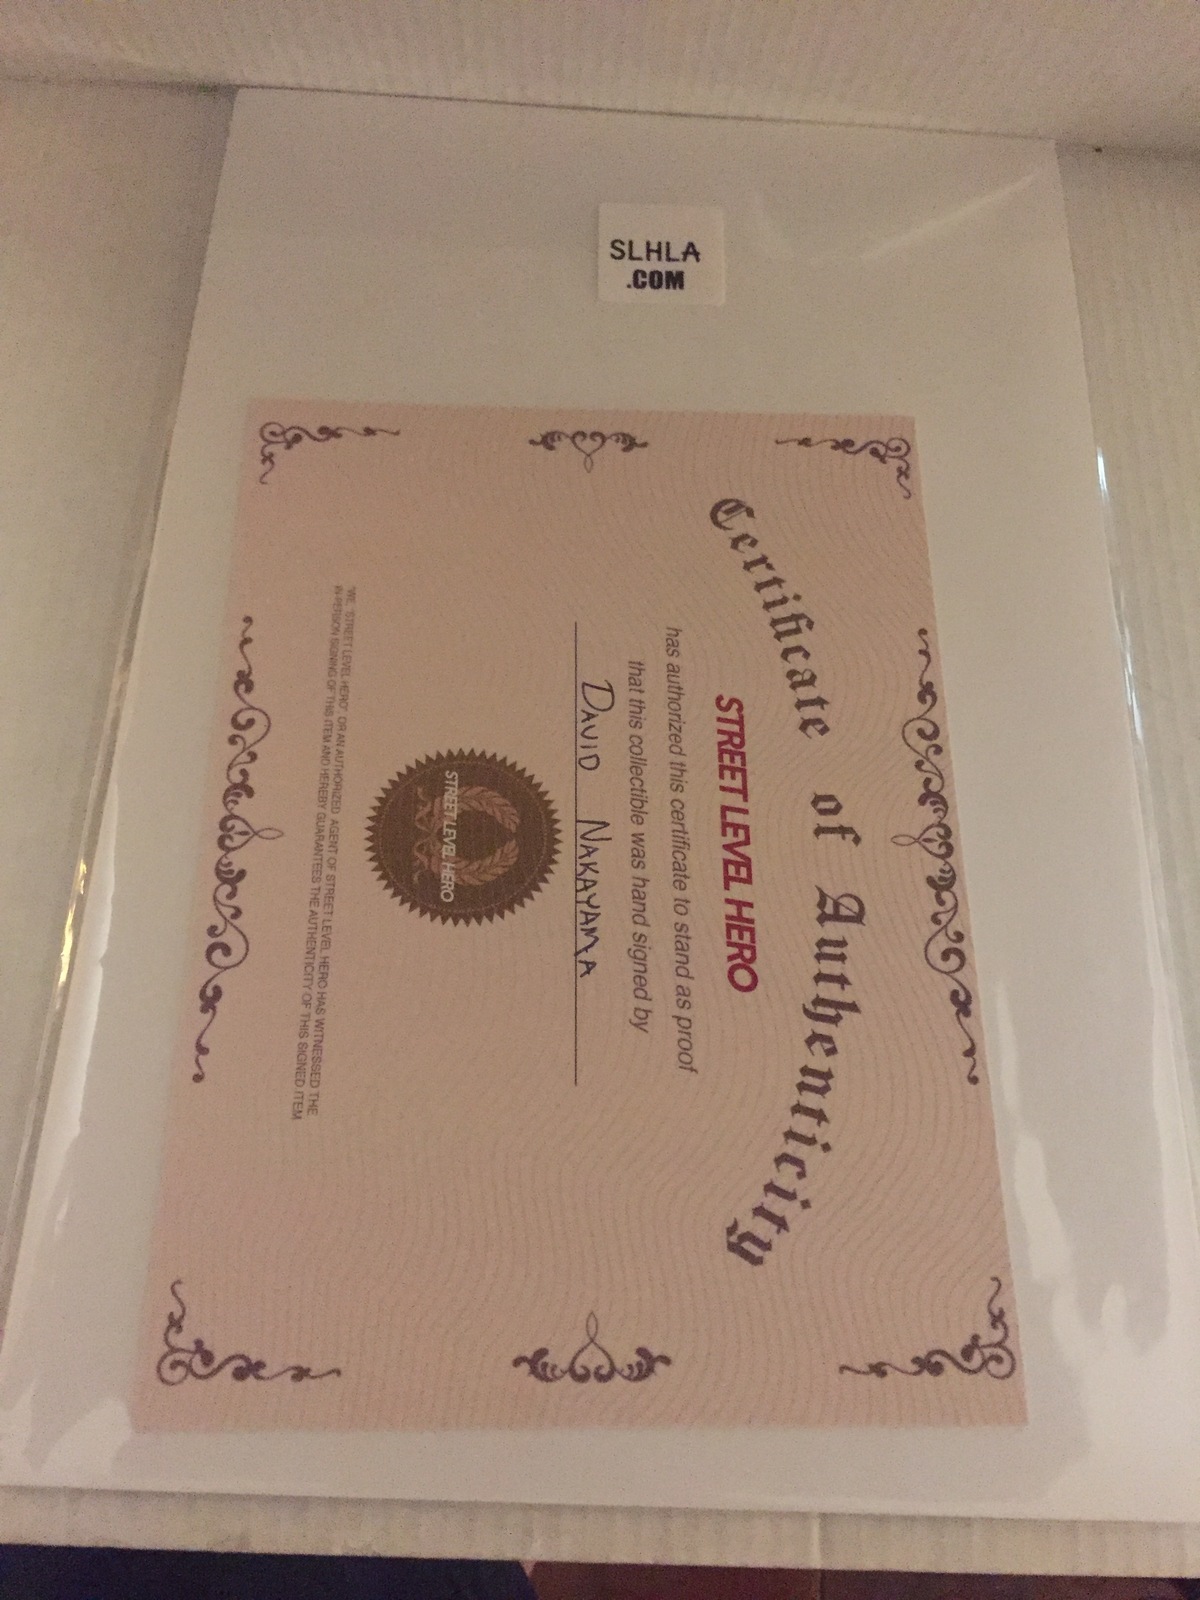 SLHLA
.COM
Certificate of Authenticity
STREET LEVEL HERO
has authorized this certificate to stand as proof
that this collectible was hand signed by
DAVID NAKAYAMA
STREET LEVEL HERO
"WE, "STREET LEVEL HERO", OR AN AUTHORIZED AGENT OF STREET LEVEL HERO HAS WITNESSED THE
IN-PERSON SIGNING OF THIS ITEM AND HEREBY GUARANTEES THE AUTHENTICITY OF THIS SIGNED ITEM